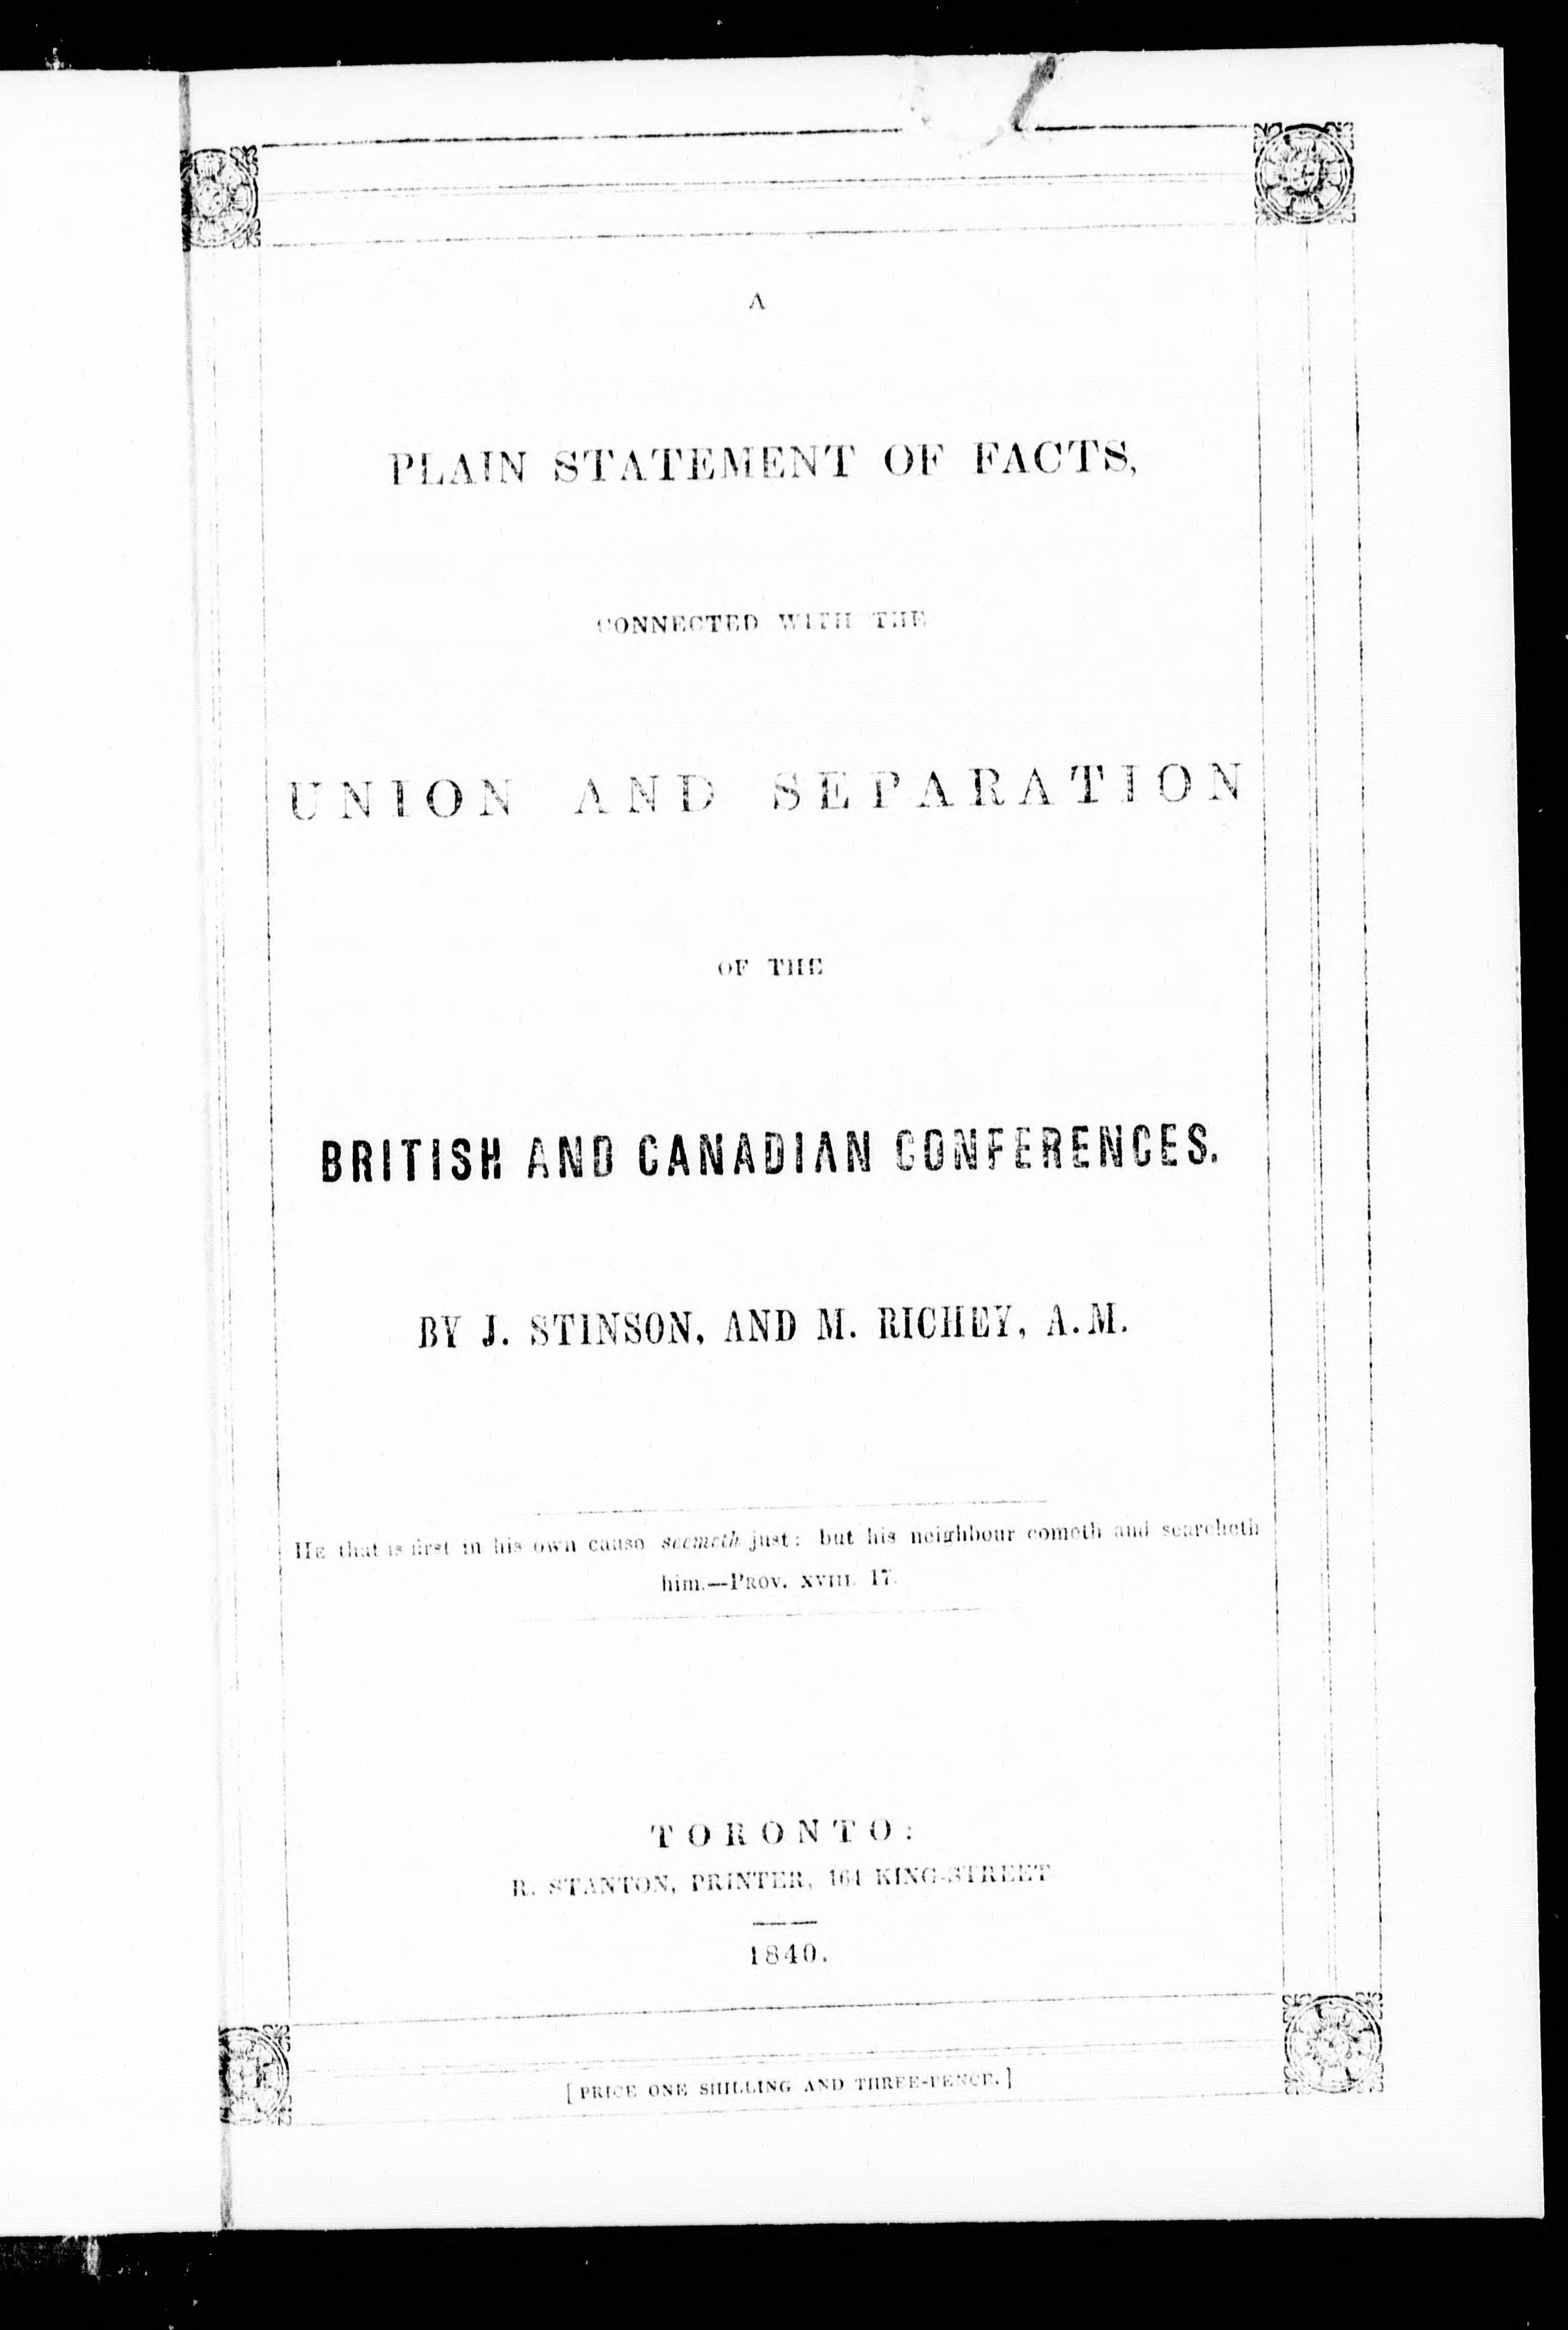 A
PLAIN STATEMENT OF FACTS,
CONNECTED WITH THE
UNION AND SEPARATION
OF THE
BRITISH AND CANADIAN CONFERENCES.
BY J. STINSON, AND M. RICHEY, A.M.
HE that is first in his own cause seemeth just: but his neighbour cometh and searcheth
him.—PROV. XVIII. 17.
TORONTO:
R. STANTON, PRINTER, 164 KING-STREET
1840.
[PRICE ONE SHILLING AND THREE-PENCE.]